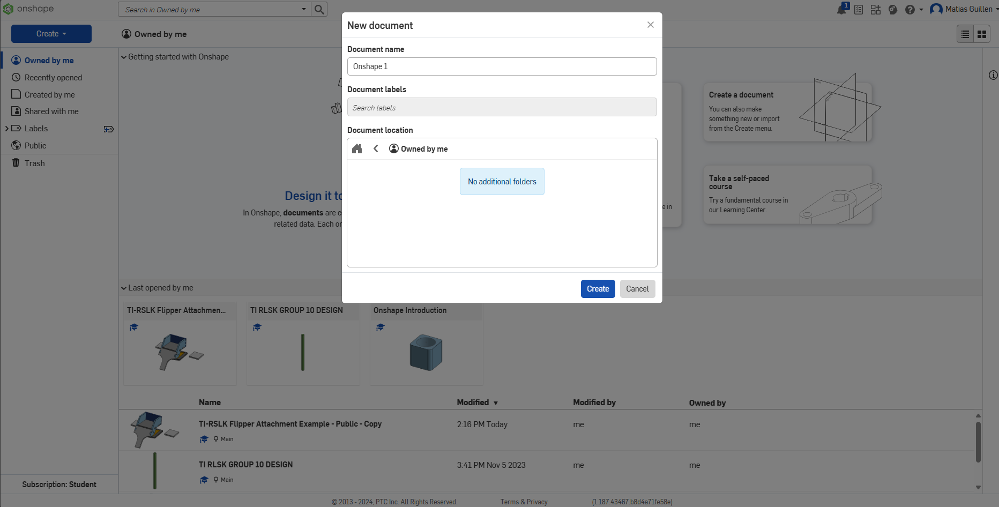 onshape
Search in Owned by me
1
Matias Guillen
Create
Owned by me
Owned by me
Recently opened
Created by me
Shared with me
Labels
Public
Trash
Subscription: Student
Getting started with Onshape
Design it to
In Onshape, documents are c
related data. Each or
e in
Create a document
You can also make
something new or import
from the Create menu.
Take a self-paced
course
Try a fundamental course in
our Learning Center.
New document
Document name
Onshape 1
Document labels
Search labels
Document location
Owned by me
No additional folders
Create
Cancel
Last opened by me
TI-RSLK Flipper Attachmen...
TI RLSK GROUP 10 DESIGN
Onshape Introduction
Name
Modified
Modified by
Owned by
TI-RSLK Flipper Attachment Example - Public - Copy
Main
2:16 PM Today
me
me
TI RLSK GROUP 10 DESIGN
Main
3:41 PM Nov 5 2023
me
me
© 2013 - 2024, PTC Inc. All Rights Reserved.
Terms & Privacy
(1.187.43467.b8d4a71fe58e)